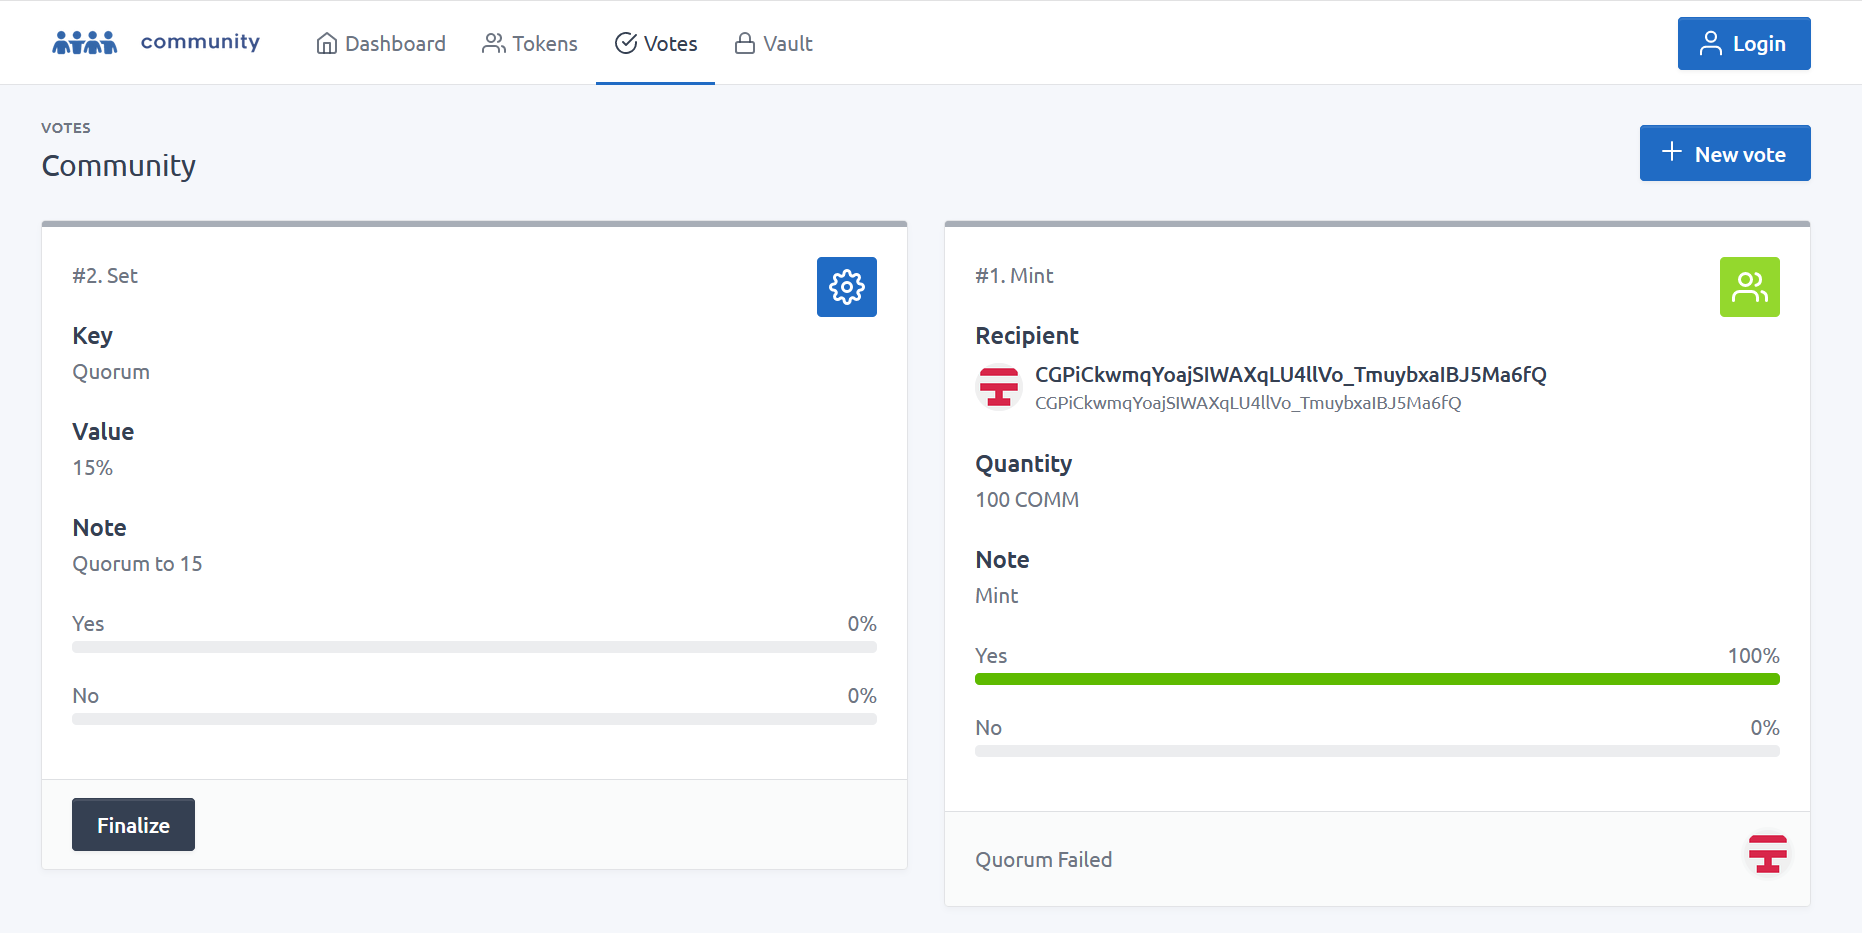 community
Dashboard
Tokens
Votes
Vault
Login
VOTES
Community
New vote
#2. Set
Key
Quorum
Value
15%
Note
Quorum to 15
Yes 0%
No 0%
Finalize
#1. Mint
Recipient
CGPiCkwmqYoajSIWAXqLU4llVo_TmuybxaIBJ5Ma6fQ
CGPiCkwmqYoajSIWAXqLU4llVo_TmuybxaIBJ5Ma6fQ
Quantity
100 COMM
Note
Mint
Yes 100%
No 0%
Quorum Failed